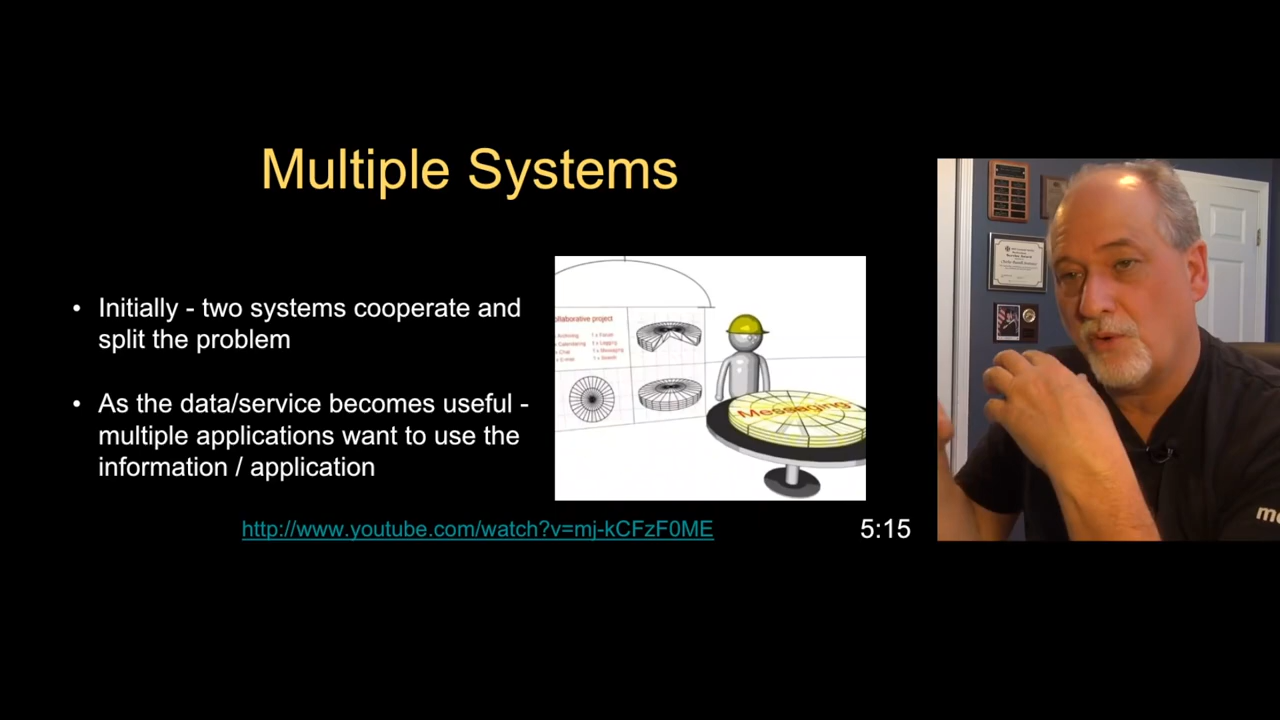 Multiple Systems
• Initially - two systems cooperate and
split the problem
• As the data/service becomes useful -
multiple applications want to use the
information / application
Messaging
http://www.youtube.com/watch?v=mj-kCFzF0ME
5:15